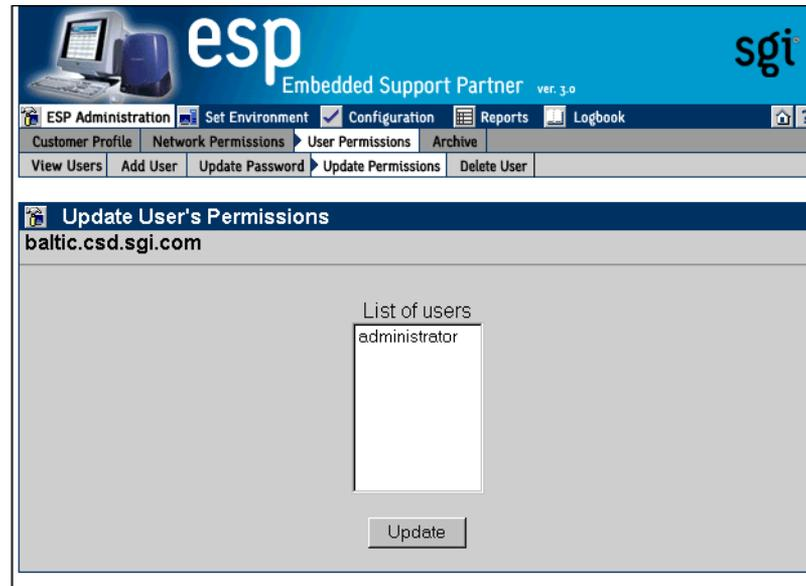 esp
Embedded Support Partner ver. 3.0
sgi
ESP Administration Set Environment Configuration Reports Logbook ?
Customer Profile Network Permissions User Permissions Archive
View Users Add User Update Password Update Permissions Delete User
Update User's Permissions
baltic.csd.sgi.com
List of users
administrator
Update